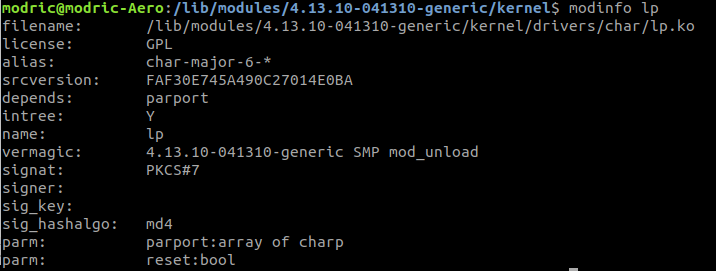 modric@modric-Aero:/lib/modules/4.13.10-041310-generic/kernel$ modinfo lp
filename: /lib/modules/4.13.10-041310-generic/kernel/drivers/char/lp.ko
license: GPL
alias: char-major-6-*
srcversion: FAF30E745A490C27014E0BA
depends: parport
intree: Y
name: lp
vermagic: 4.13.10-041310-generic SMP mod_unload
signat: PKCS#7
signer:
sig_key:
sig_hashalgo: md4
parm: parport:array of charp
parm: reset:bool